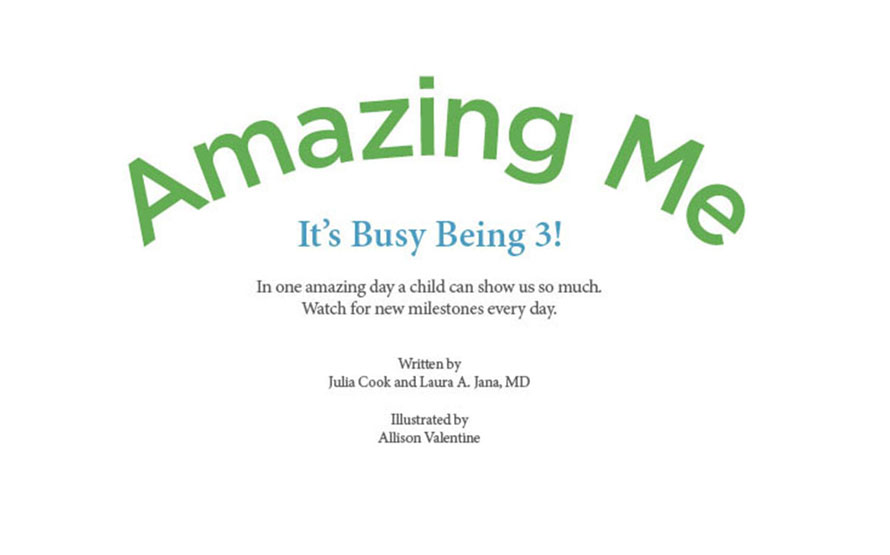 Amazing Me
It’s Busy Being 3!
In one amazing day a child can show us so much.
Watch for new milestones every day.
Written by
Julia Cook and Laura A. Jana, MD
Illustrated by
Allison Valentine